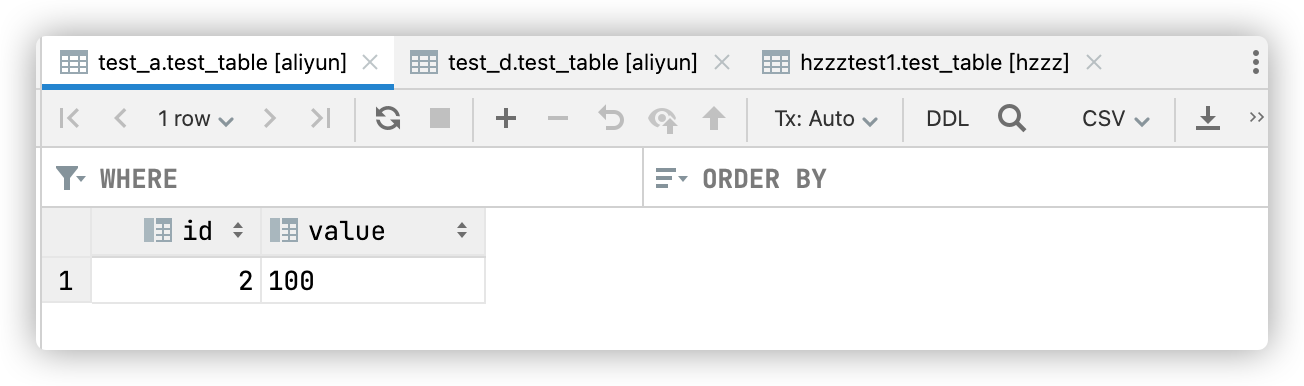 test_a.test_table [aliyun] test_d.test_table [aliyun] hzzztest1.test_table [hzzz]
1 row Tx: Auto DDL CSV
WHERE ORDER BY
id value
1 2 100